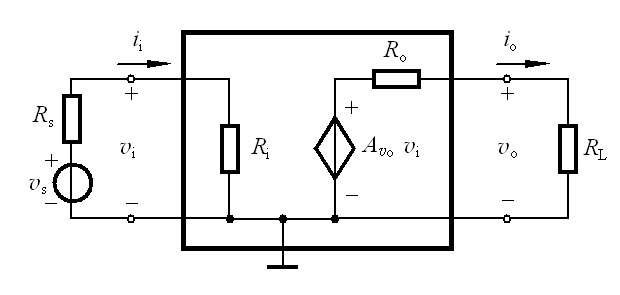 i_i
R_o
i_o
+
+
+
R_s
v_i
R_i
A_vo v_i
v_o
R_L
+
v_s
−
−
−
−